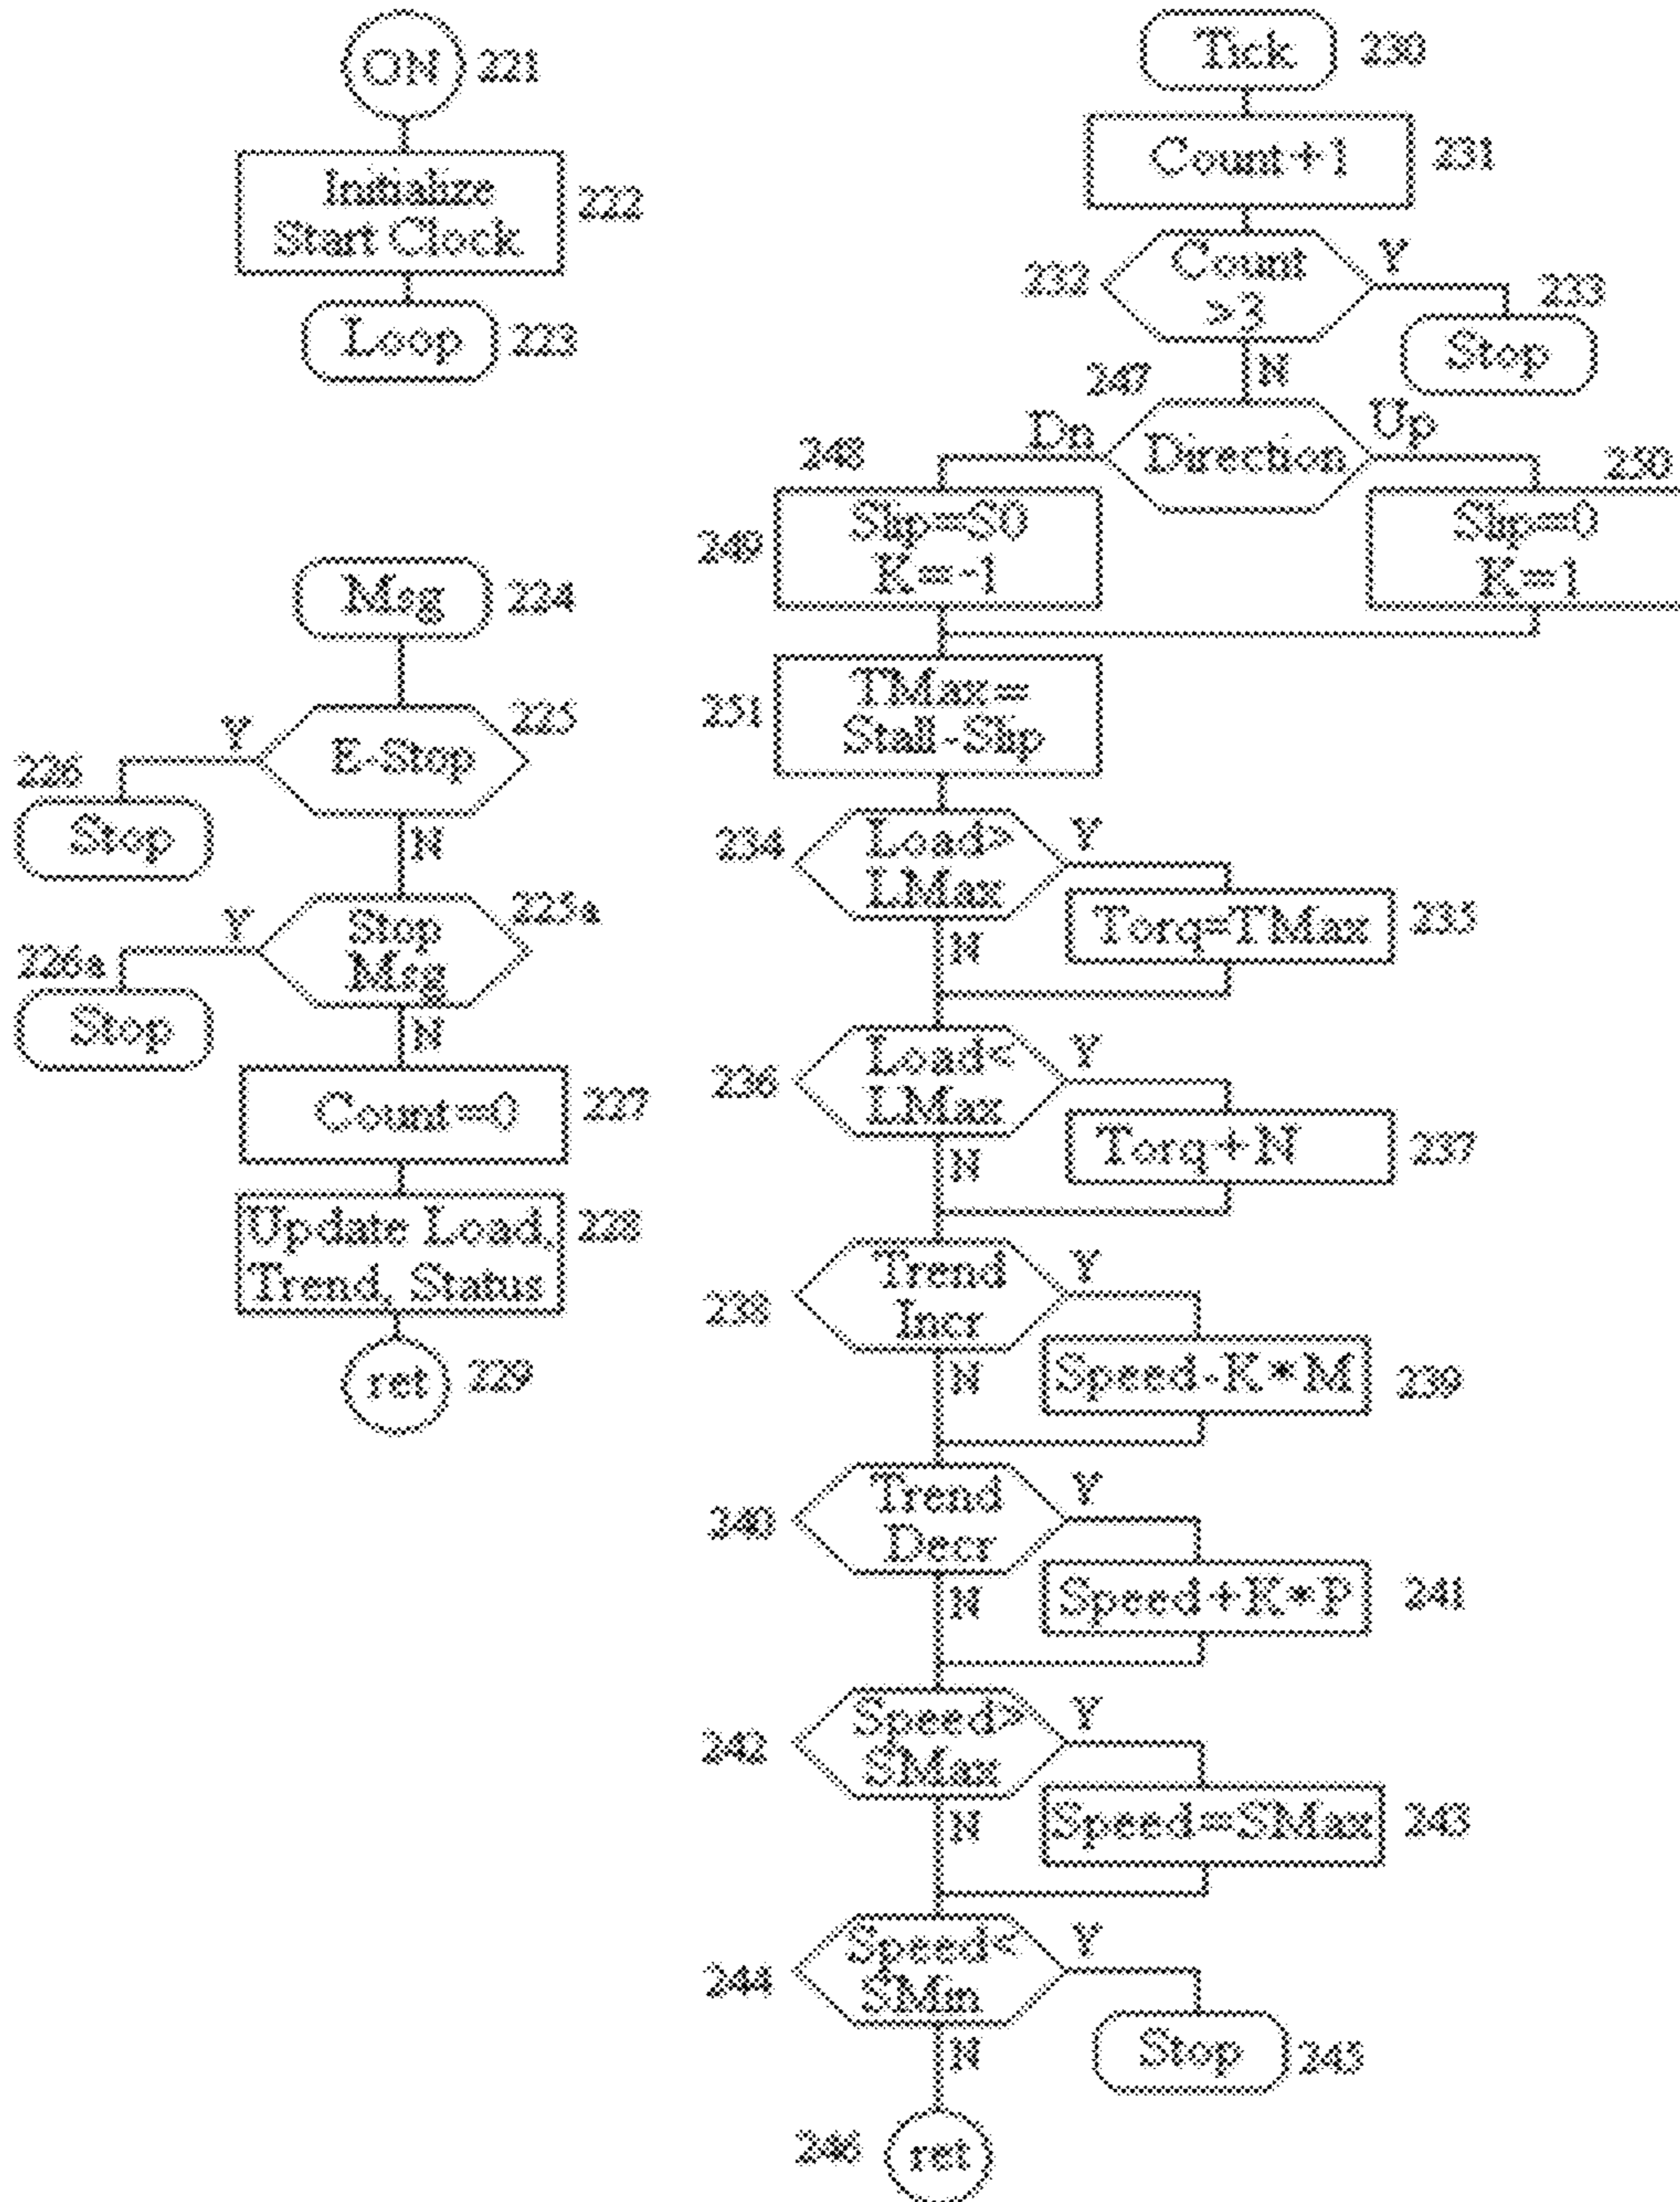 ON 221
Initialize
Start Clock
222
Loop 223
Msg 224
E-Stop
225
Y
226
Stop
N
Stop
Msg
225a
Y
226a
Stop
N
Count=0 227
Update Load,
Trend, Status
228
ret 229
Tick 230
Count+1 231
232
Count
>3
Y
233
Stop
N
247
Direction
Dn
Up
248
249
Slip=S0
K=-1
250
Slip=0
K=1
251
TMax=
Stall-Slip
234
Load>
LMax
Y
Torq=TMax 235
N
236
Load<
LMax
Y
Torq+N 237
N
238
Trend
Incr
Y
Speed-K*M 239
N
240
Trend
Decr
Y
Speed+K*P 241
N
242
Speed>
SMax
Y
Speed=SMax 243
N
244
Speed<
SMin
Y
Stop 245
N
246 ret